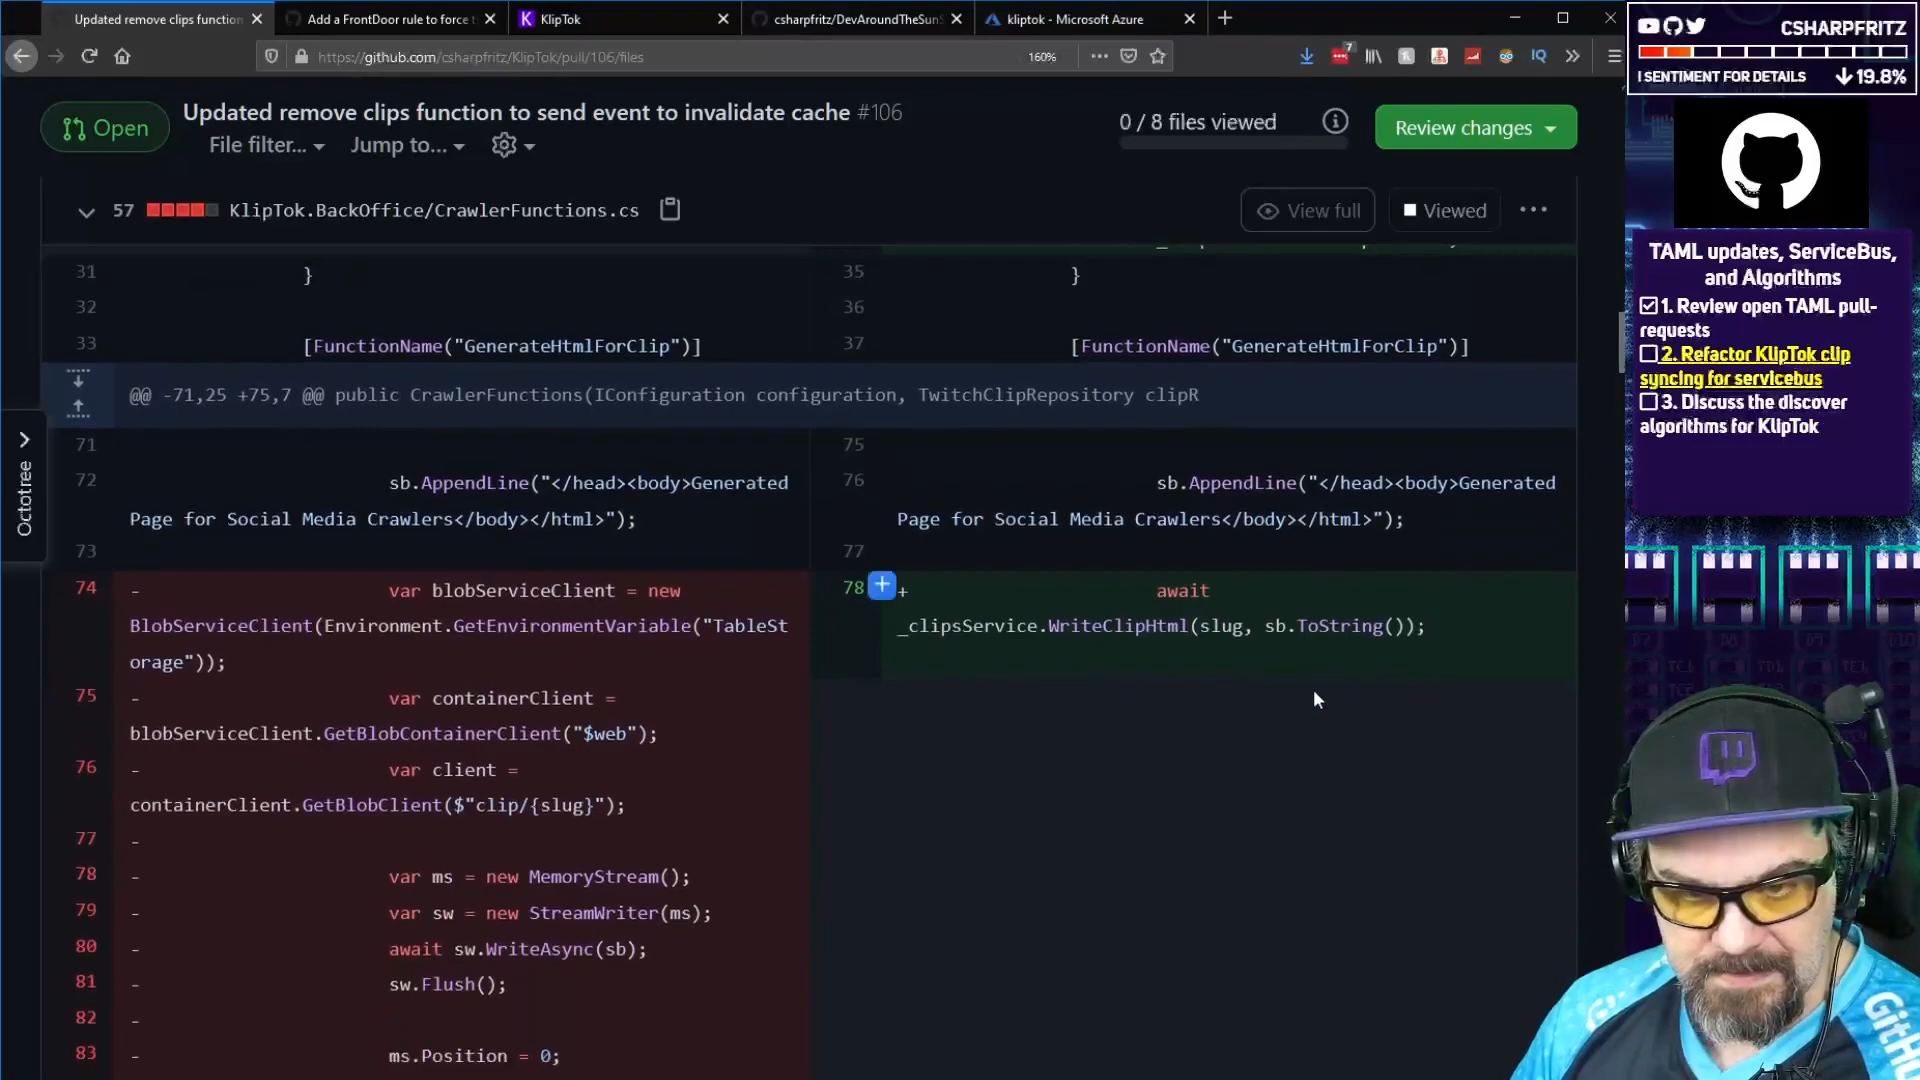 Updated remove clips function
Add a FrontDoor rule to force t
KlipTok
csharpfritz/DevAroundTheSunS
kliptok - Microsoft Azure
https://github.com/csharpfritz/KlipTok/pull/106/files
160%
7
IQ
CSHARPFRITZ
! SENTIMENT FOR DETAILS
19.8%
Open
Updated remove clips function to send event to invalidate cache #106
File filter...
Jump to...
0 / 8 files viewed
Review changes
57
KlipTok.BackOffice/CrawlerFunctions.cs
View full
Viewed
31 }
32
33 [FunctionName("GenerateHtmlForClip")]
35 }
36
37 [FunctionName("GenerateHtmlForClip")]
@@ -71,25 +75,7 @@ public CrawlerFunctions(IConfiguration configuration, TwitchClipRepository clipR
71
72 sb.AppendLine("</head><body>Generated
Page for Social Media Crawlers</body></html>");
73
74 - var blobServiceClient = new
BlobServiceClient(Environment.GetEnvironmentVariable("TableSt
orage"));
75 - var containerClient =
blobServiceClient.GetBlobContainerClient("$web");
76 - var client =
containerClient.GetBlobClient($"clip/{slug}");
77 -
78 - var ms = new MemoryStream();
79 - var sw = new StreamWriter(ms);
80 - await sw.WriteAsync(sb);
81 - sw.Flush();
82 -
83 - ms.Position = 0;
75
76 sb.AppendLine("</head><body>Generated
Page for Social Media Crawlers</body></html>");
77
78 + await
_clipsService.WriteClipHtml(slug, sb.ToString());
Octotree
TAML updates, ServiceBus,
and Algorithms
1. Review open TAML pull-
requests
2. Refactor KlipTok clip
syncing for servicebus
3. Discuss the discover
algorithms for KlipTok
GitH